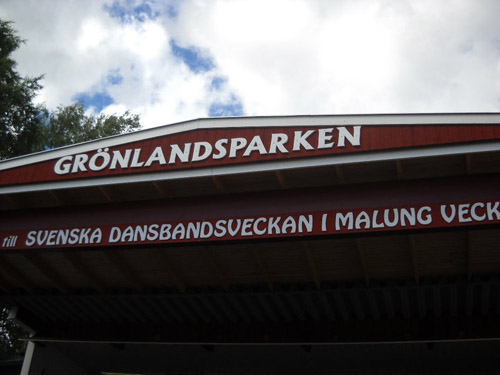 GRÖNLANDSPARKEN
till SVENSKA DANSBANDSVECKAN I MALUNG VECK